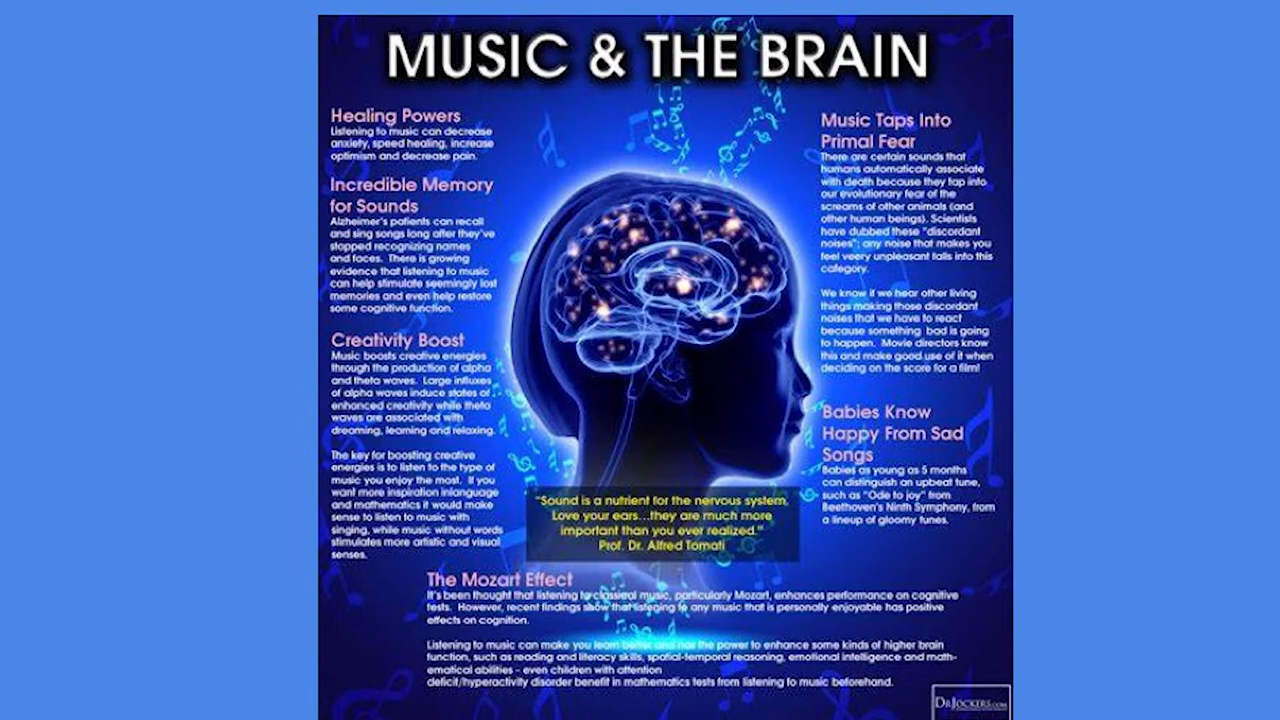 MUSIC & THE BRAIN
Healing Powers
Listening to music can decrease
anxiety, speed healing, increase
optimism and decrease pain.
Incredible Memory
for Sounds
Alzheimer's patients can recall
and sing songs long after they've
stopped recognizing names
and faces. There is growing
evidence that listening to music
can help stimulate seemingly lost
memories and even help restore
some cognitive function.
Creativity Boost
Music boosts creative energies
through the production of alpha
and theta waves. Large influxes
of alpha waves induce states of
enhanced creativity while theta
waves are associated with
dreaming, learning and relaxing.
The key for boosting creative
energies is to listen to the type of
music you enjoy the most. If you
want more inspiration inlanguage
and mathematics it would make
sense to listen to music with
singing, while music without words
stimulates more artistic and visual
senses.
Music Taps Into
Primal Fear
There are certain sounds that
humans automatically associate
with death because they tap into
our evolutionary fear of the
screams of other animals (and
other human beings). Scientists
have dubbed these "discordant
noises"; any noise that makes you
feel veery unpleasant falls into this
category.
We know if we hear other living
things making those discordant
noises that we have to react
because something bad is going
to happen. Movie directors know
this and make good use of it when
deciding on the score for a film!
Babies Know
Happy From Sad
Songs
Babies as young as 5 months
can distinguish an upbeat tune,
such as "Ode to joy" from
Beethoven's Ninth Symphony, from
a lineup of gloomy tunes.
"Sound is a nutrient for the nervous system.
Love your ears...they are much more
important than you ever realized."
Prof. Dr. Alfred Tomati
The Mozart Effect
It's been thought that listening to classical music, particularly Mozart, enhances performance on cognitive
tests. However, recent findings show that listening to any music that is personally enjoyable has positive
effects on cognition.
Listening to music can make you learn better and has the power to enhance some kinds of higher brain
function, such as reading and literacy skills, spatial-temporal reasoning, emotional intelligence and math-
ematical abilities - even children with attention
deficit/hyperactivity disorder benefit in mathematics tests from listening to music beforehand.
DRJOCKERS.COM